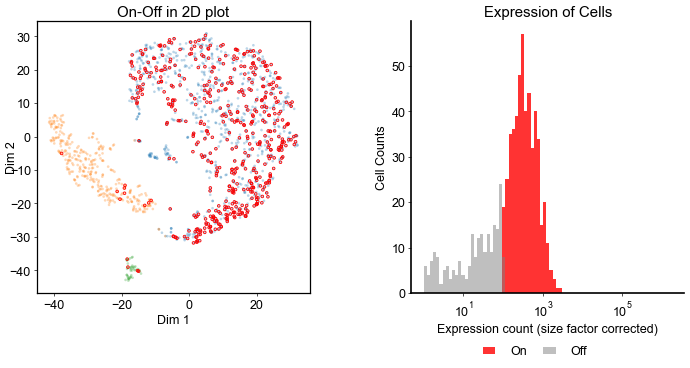 On-Off in 2D plot
Dim 2
30
20
10
0
−10
−20
−30
−40
−40
−20
0
20
Dim 1
Expression of Cells
Cell Counts
50
40
30
20
10
0
10^1
10^3
10^5
Expression count (size factor corrected)
On
Off